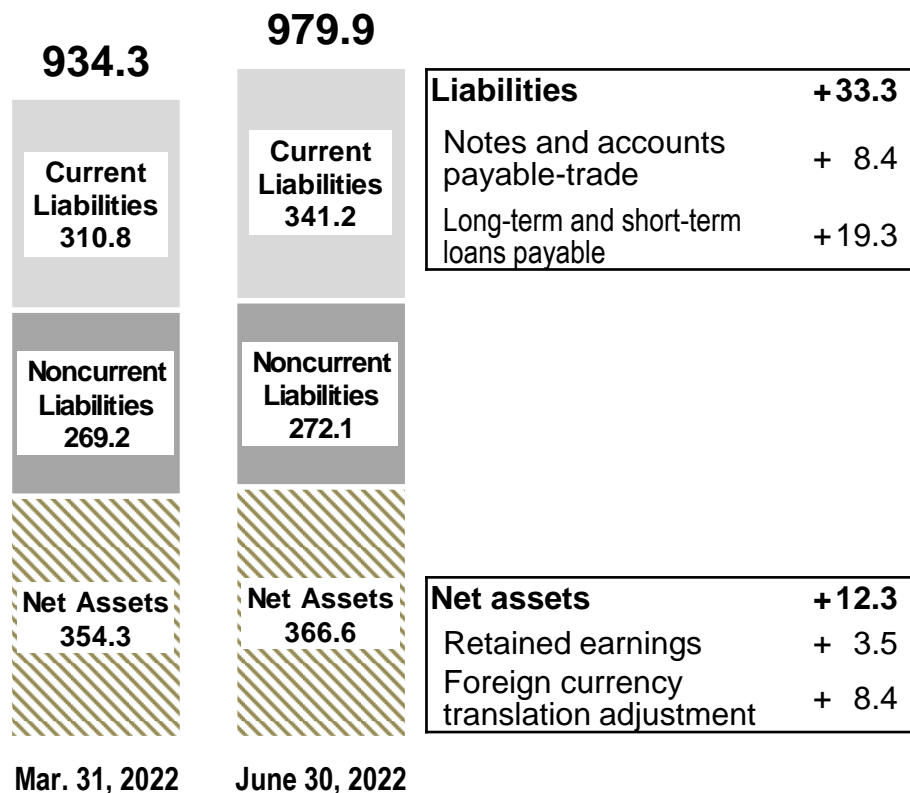 934.3
979.9
Current
Liabilities
310.8
Noncurrent
Liabilities
269.2
Net Assets
354.3
Mar. 31, 2022
Current
Liabilities
341.2
Noncurrent
Liabilities
272.1
Net Assets
366.6
June 30, 2022
Liabilities +33.3
Notes and accounts
payable-trade + 8.4
Long-term and short-term
loans payable +19.3
Net assets +12.3
Retained earnings + 3.5
Foreign currency
translation adjustment + 8.4